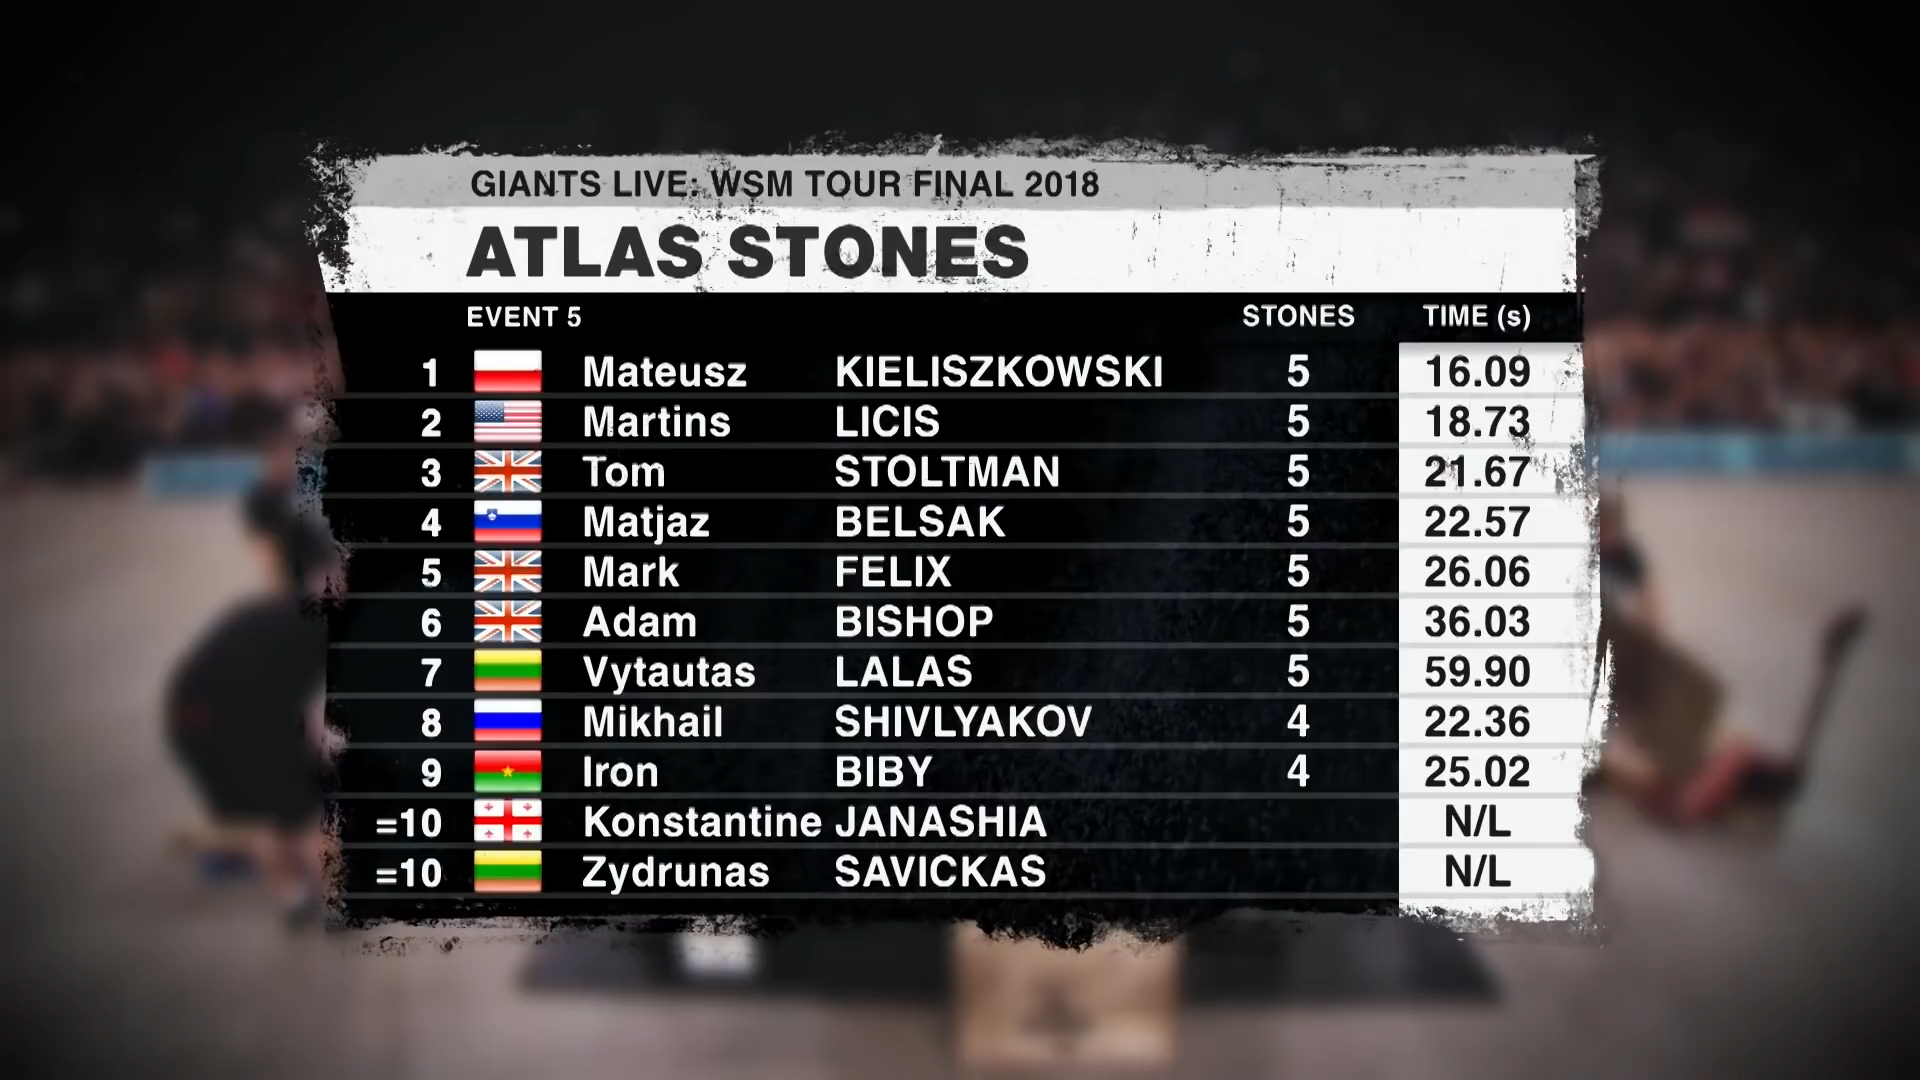 GIANTS LIVE: WSM TOUR FINAL 2018
ATLAS STONES
EVENT 5 STONES TIME (s)
1 Mateusz KIELISZKOWSKI 5 16.09
2 Martins LICIS 5 18.73
3 Tom STOLTMAN 5 21.67
4 Matjaz BELSAK 5 22.57
5 Mark FELIX 5 26.06
6 Adam BISHOP 5 36.03
7 Vytautas LALAS 5 59.90
8 Mikhail SHIVLYAKOV 4 22.36
9 Iron BIBY 4 25.02
=10 Konstantine JANASHIA N/L
=10 Zydrunas SAVICKAS N/L